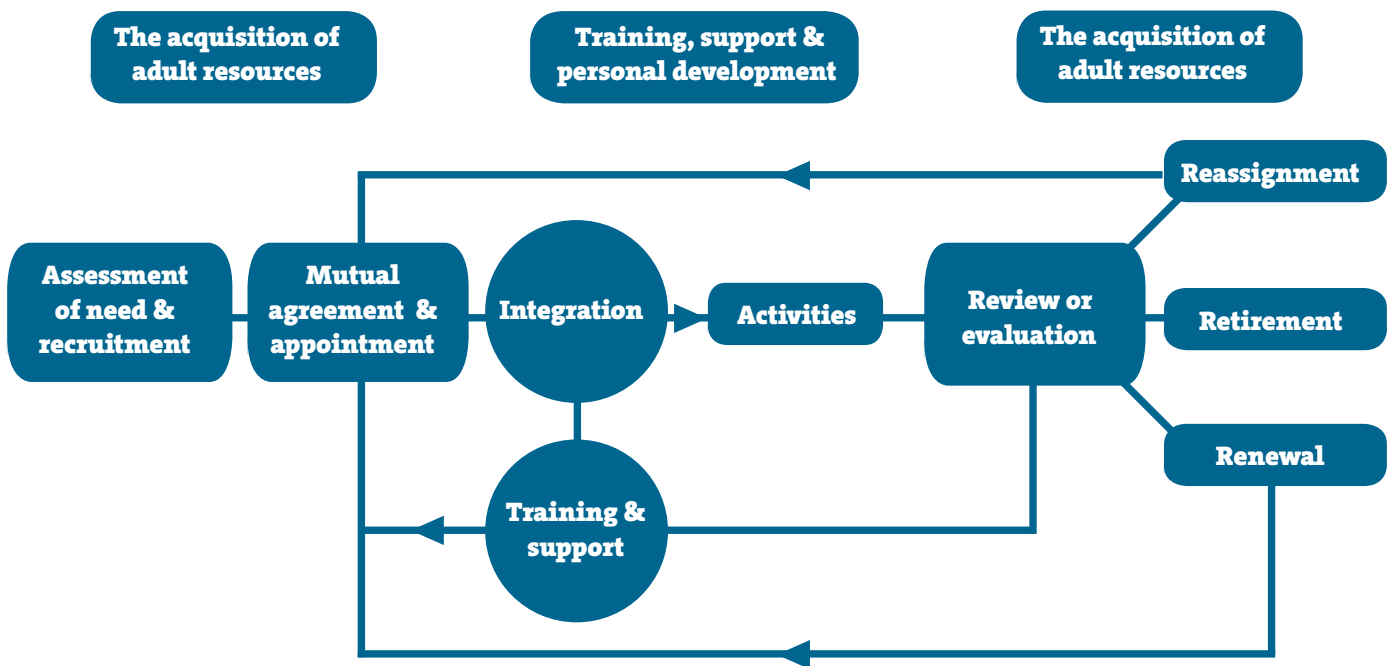 The acquisition of
adult resources
Training, support &
personal development
The acquisition of
adult resources
Reassignment
Assessment
of need &
recruitment
Mutual
agreement &
appointment
Integration
Activities
Review or
evaluation
Retirement
Renewal
Training &
support